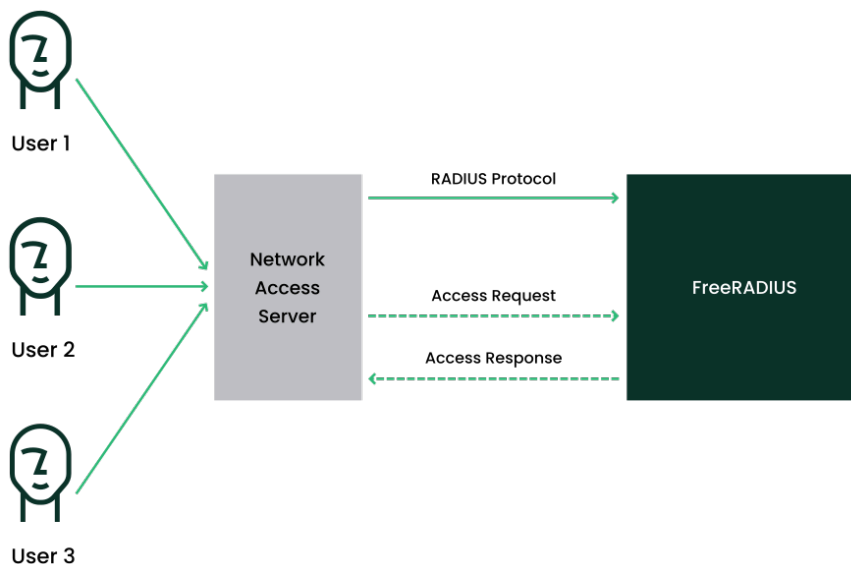 User 1
User 2
User 3
Network
Access
Server
RADIUS Protocol
Access Request
Access Response
FreeRADIUS